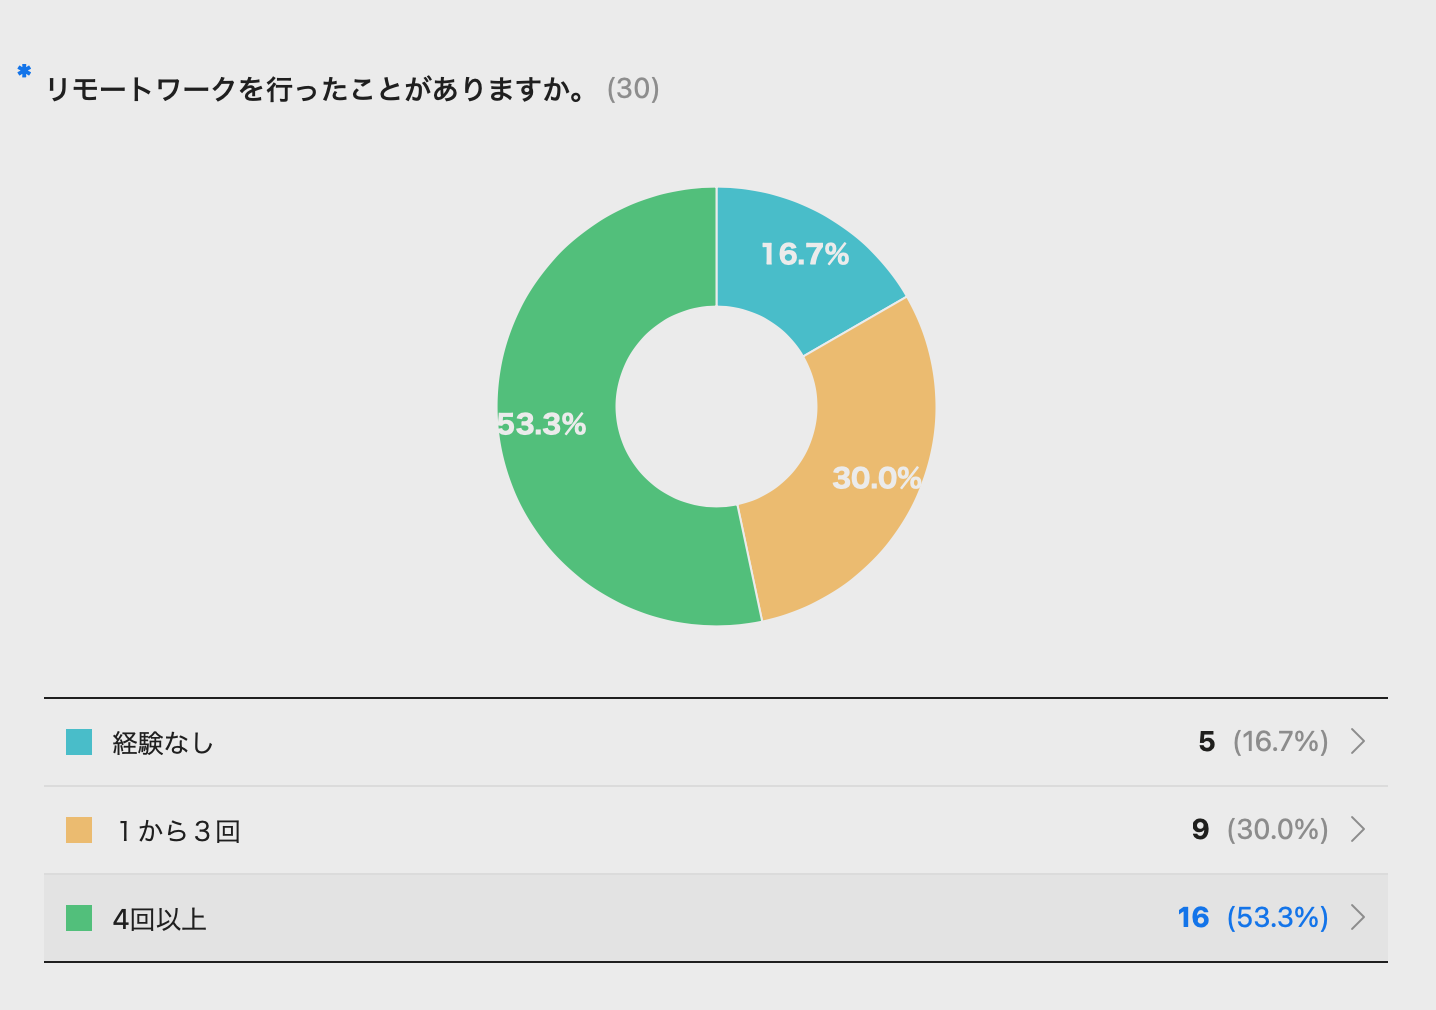 * リモートワークを行ったことがありますか。 (30)
16.7%
30.0%
53.3%
経験なし 5 (16.7%)
１から３回 9 (30.0%)
4回以上 16 (53.3%)